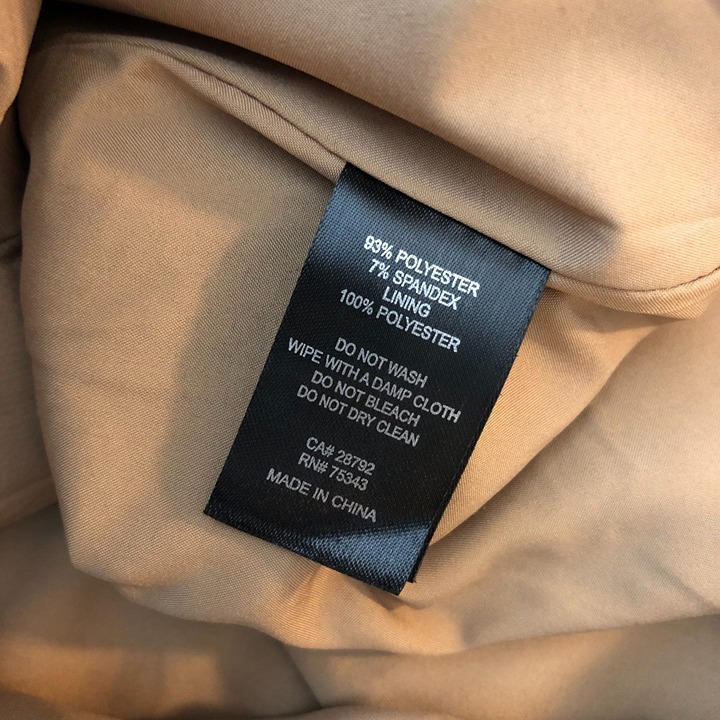 93% POLYESTER
7% SPANDEX
LINING
100% POLYESTER
DO NOT WASH
WIPE WITH A DAMP CLOTH
DO NOT BLEACH
DO NOT DRY CLEAN
CA# 28792
RN# 75343
MADE IN CHINA